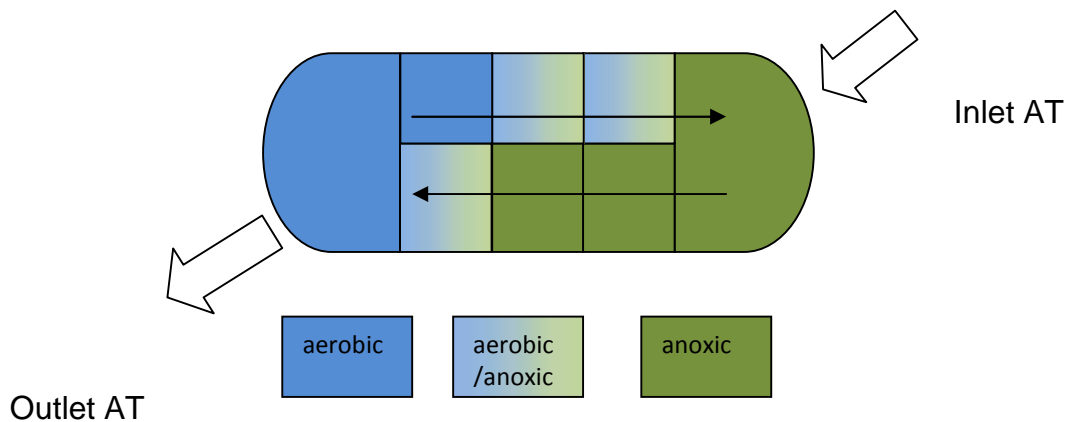 Inlet AT
aerobic
aerobic
/anoxic
anoxic
Outlet AT